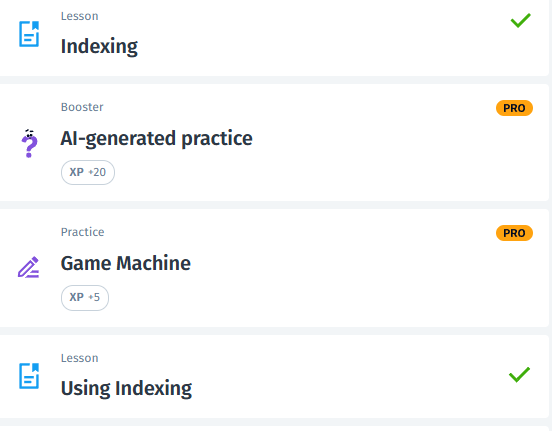 Lesson
Indexing
Booster
PRO
AI-generated practice
XP +20
Practice
PRO
Game Machine
XP +5
Lesson
Using Indexing